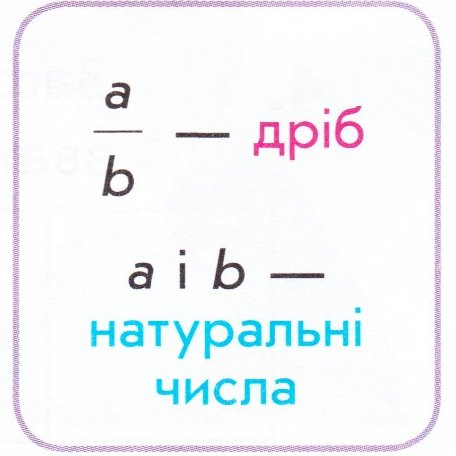 a
b
— дріб
a і b —
натуральні
числа